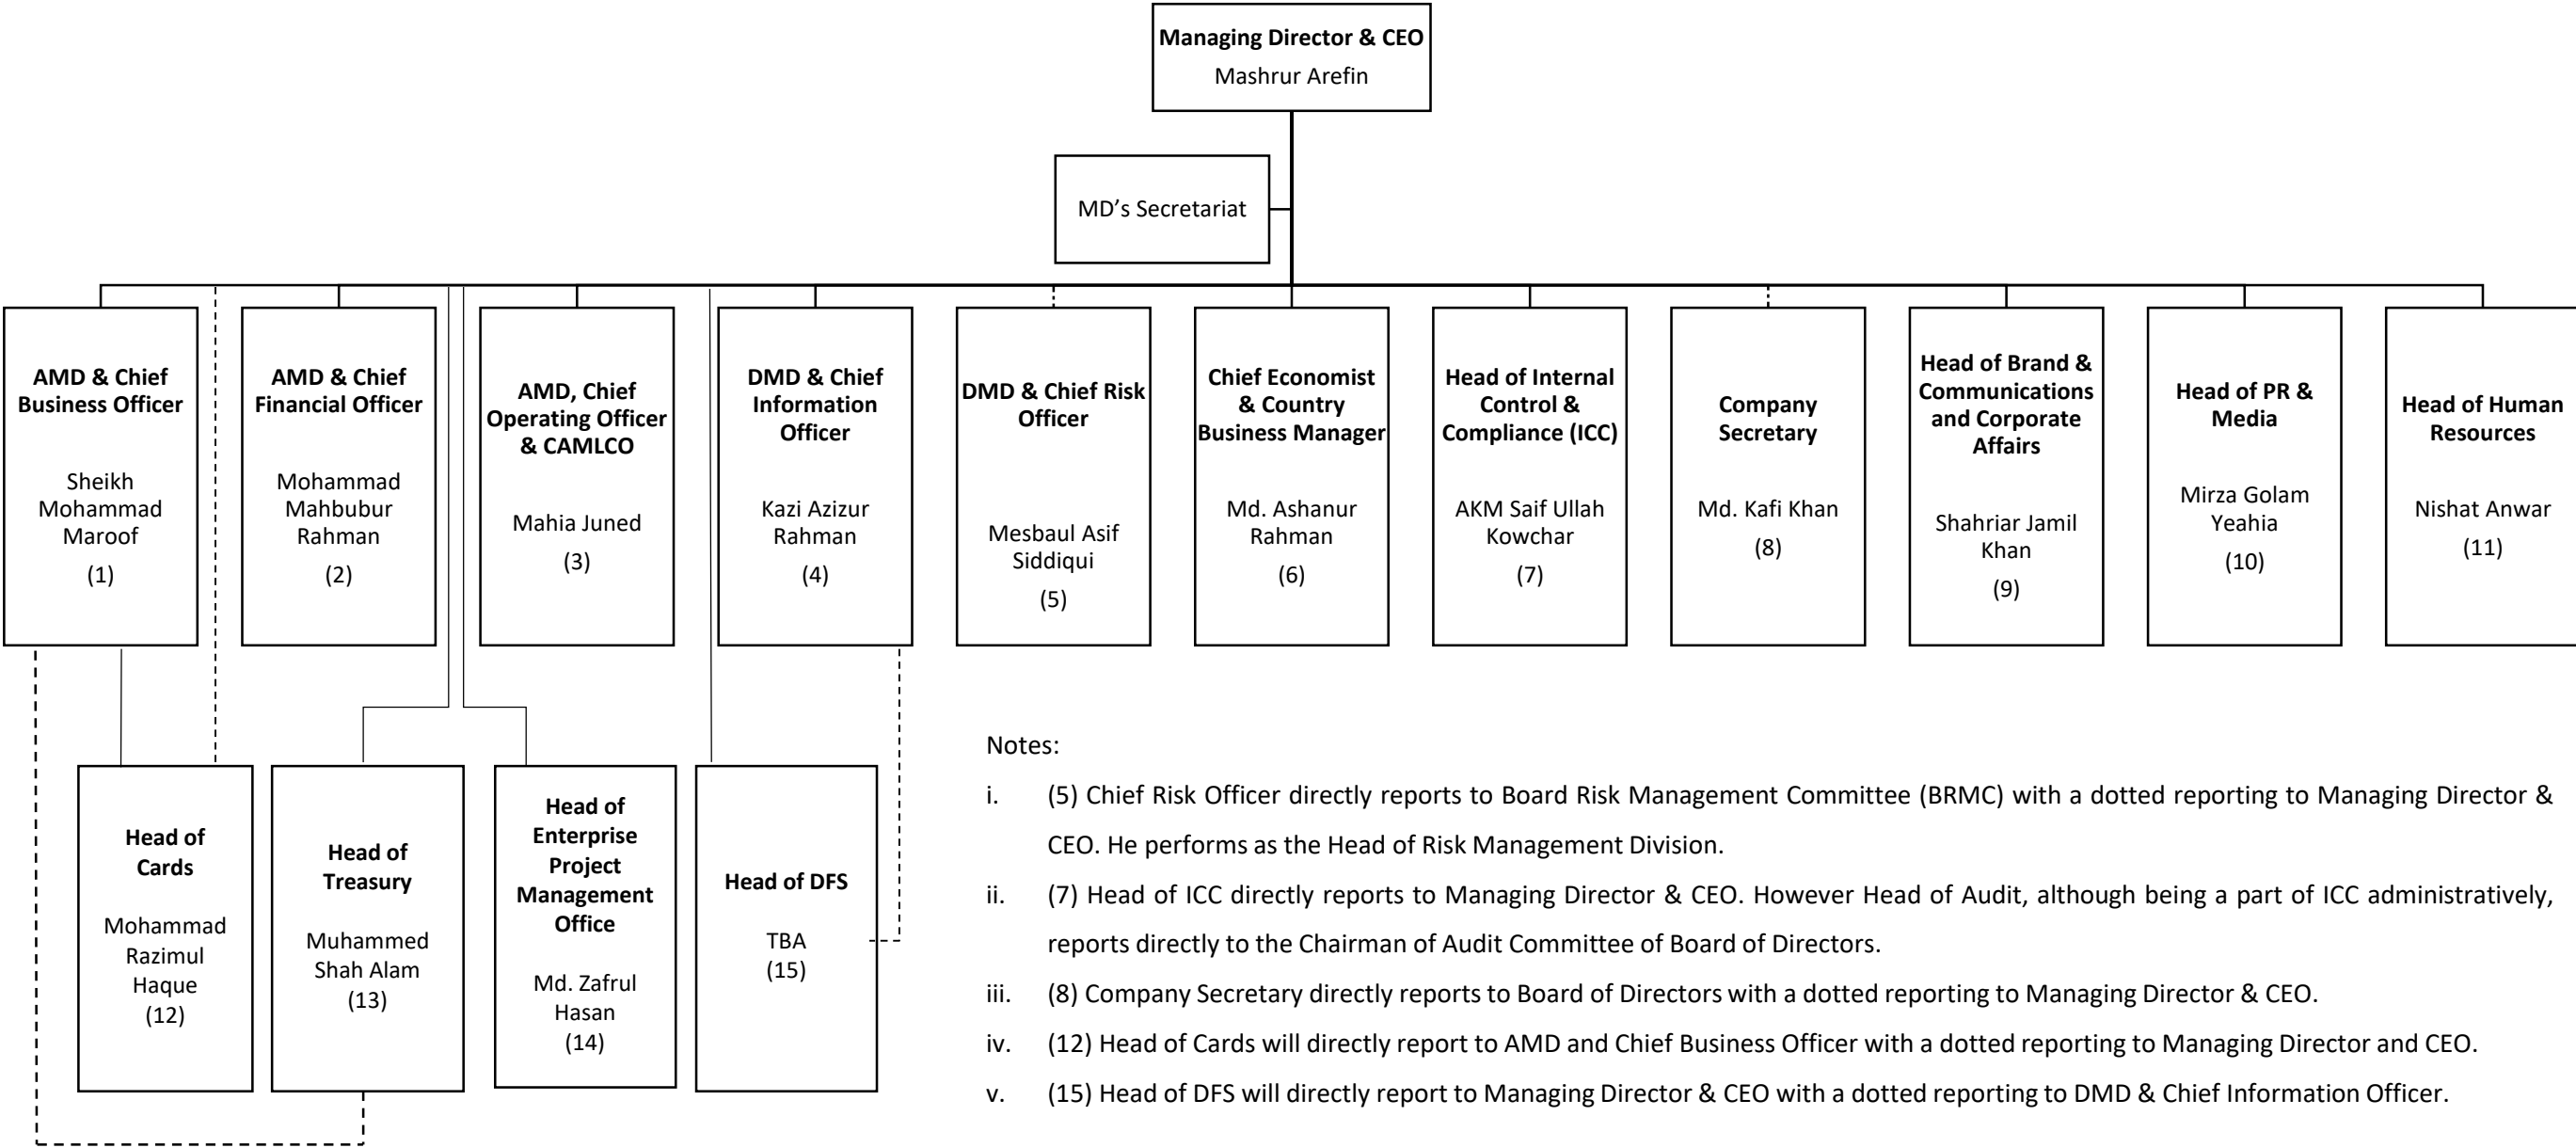 Managing Director & CEO
Mashrur Arefin
MD’s Secretariat
AMD & Chief
Business Officer
Sheikh
Mohammad
Maroof
(1)
AMD & Chief
Financial Officer
Mohammad
Mahbubur
Rahman
(2)
AMD, Chief
Operating Officer
& CAMLCO
Mahia Juned
(3)
DMD & Chief
Information
Officer
Kazi Azizur
Rahman
(4)
DMD & Chief Risk
Officer
Mesbaul Asif
Siddiqui
(5)
Chief Economist
& Country
Business Manager
Md. Ashanur
Rahman
(6)
Head of Internal
Control &
Compliance (ICC)
AKM Saif Ullah
Kowchar
(7)
Company
Secretary
Md. Kafi Khan
(8)
Head of Brand &
Communications
and Corporate
Affairs
Shahriar Jamil
Khan
(9)
Head of PR &
Media
Mirza Golam
Yeahia
(10)
Head of Human
Resources
Nishat Anwar
(11)
Head of
Cards
Mohammad
Razimul
Haque
(12)
Head of
Treasury
Muhammed
Shah Alam
(13)
Head of
Enterprise
Project
Management
Office
Md. Zafrul
Hasan
(14)
Head of DFS
TBA
(15)
Notes:
i. (5) Chief Risk Officer directly reports to Board Risk Management Committee (BRMC) with a dotted reporting to Managing Director &
CEO. He performs as the Head of Risk Management Division.
ii. (7) Head of ICC directly reports to Managing Director & CEO. However Head of Audit, although being a part of ICC administratively,
reports directly to the Chairman of Audit Committee of Board of Directors.
iii. (8) Company Secretary directly reports to Board of Directors with a dotted reporting to Managing Director & CEO.
iv. (12) Head of Cards will directly report to AMD and Chief Business Officer with a dotted reporting to Managing Director and CEO.
v. (15) Head of DFS will directly report to Managing Director & CEO with a dotted reporting to DMD & Chief Information Officer.